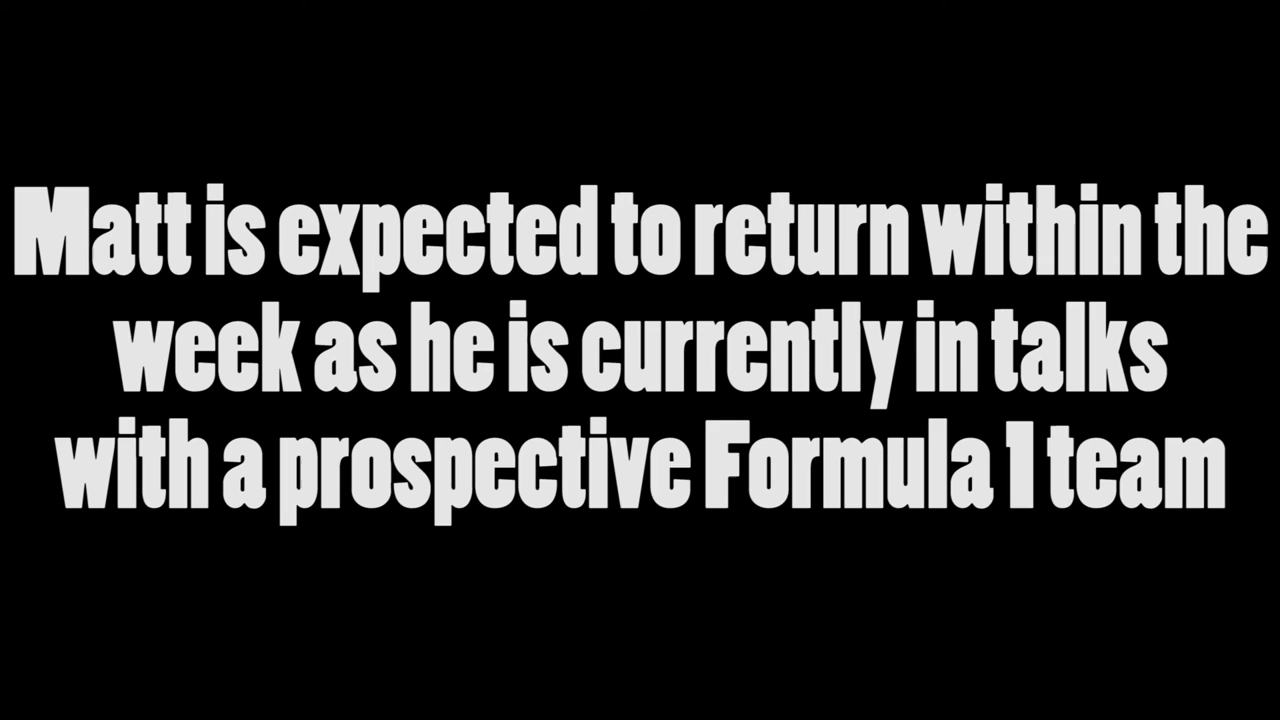 Matt is expected to return within the
week as he is currently in talks
with a prospective Formula 1 team